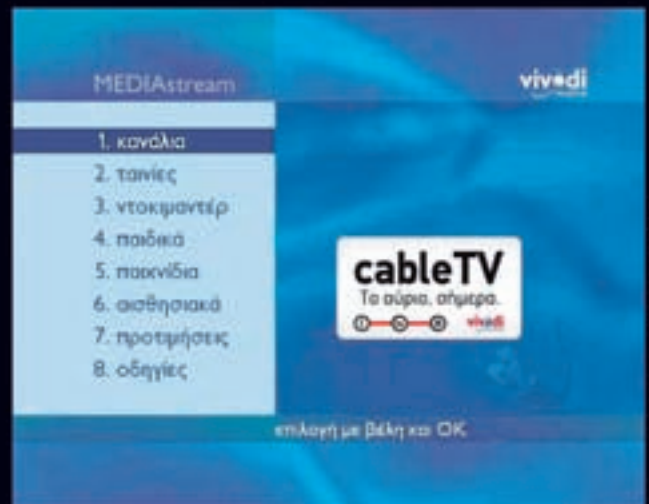 MEDIAstream
vivodi
1. κανάλια
2. ταινίες
3. ντοκιμαντέρ
4. παιδικά
5. παιχνίδια
6. αισθησιακά
7. προτιμήσεις
8. οδηγίες
cableTV
Το αύριο, σήμερα.
vivodi
επιλογή με βέλη και OK